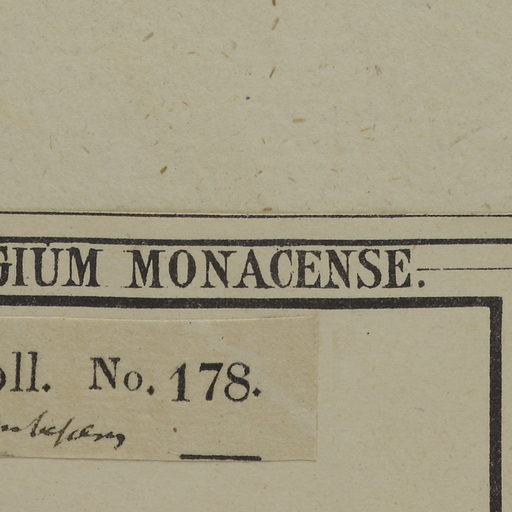 GIUM MONACENSE.
oll. No. 178.